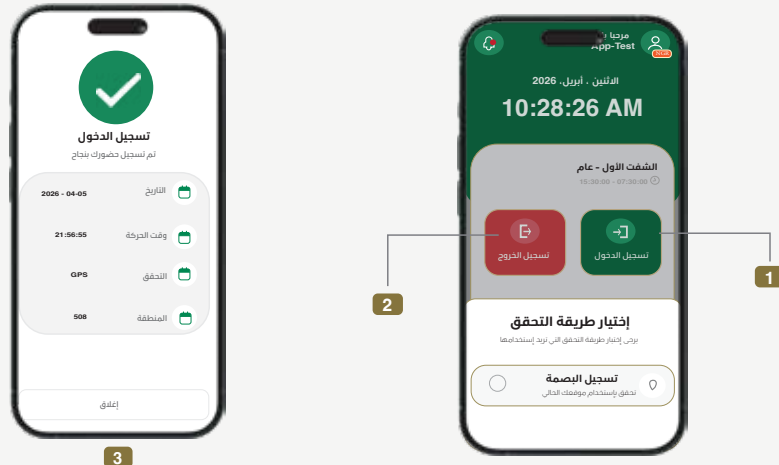 مرحبا بك
App-Test
الاثنين ، أبريل، 2026
10:28:26 AM
الشفت الأول - عام
15:30:00 - 07:30:00
تسجيل الدخول
تسجيل الخروج
1
2
إختيار طريقة التحقق
يرجى إختيار طريقة التحقق التي تريد إستخدامها
تسجيل البصمة
تحقق بإستخدام موقعك الحالي
تسجيل الدخول
تم تسجيل حضورك بنجاح
التاريخ
2026 - 04-05
وقت الحركة
21:56:55
التحقق
GPS
المنطقة
508
إغلاق
3